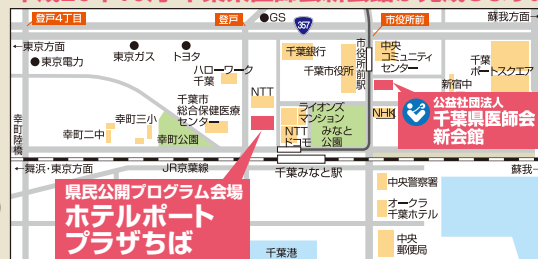 登戸4丁目
登戸
●GS
357
市役所前
蘇我方面→
←東京方面
●東京電力
東京ガス
トヨタ
ハローワーク
千葉
千葉銀行
千葉市役所
市役所前駅
中央
コミュニティ
センター
千葉
ポートスクエア
新宿中
NTT
千葉市
総合保健医療
センター
ライオンズ
マンション
NTT
ドコモ
みなと
公園
NHK
公益社団法人
千葉県医師会
新会館
幸町陸橋
幸町二中
幸町三小
幸町公園
←舞浜・東京方面
JR京葉線
千葉みなと駅
蘇我→
県民公開プログラム会場
ホテルポート
プラザちば
中央警察署
オークラ
千葉ホテル
中央
郵便局
千葉港